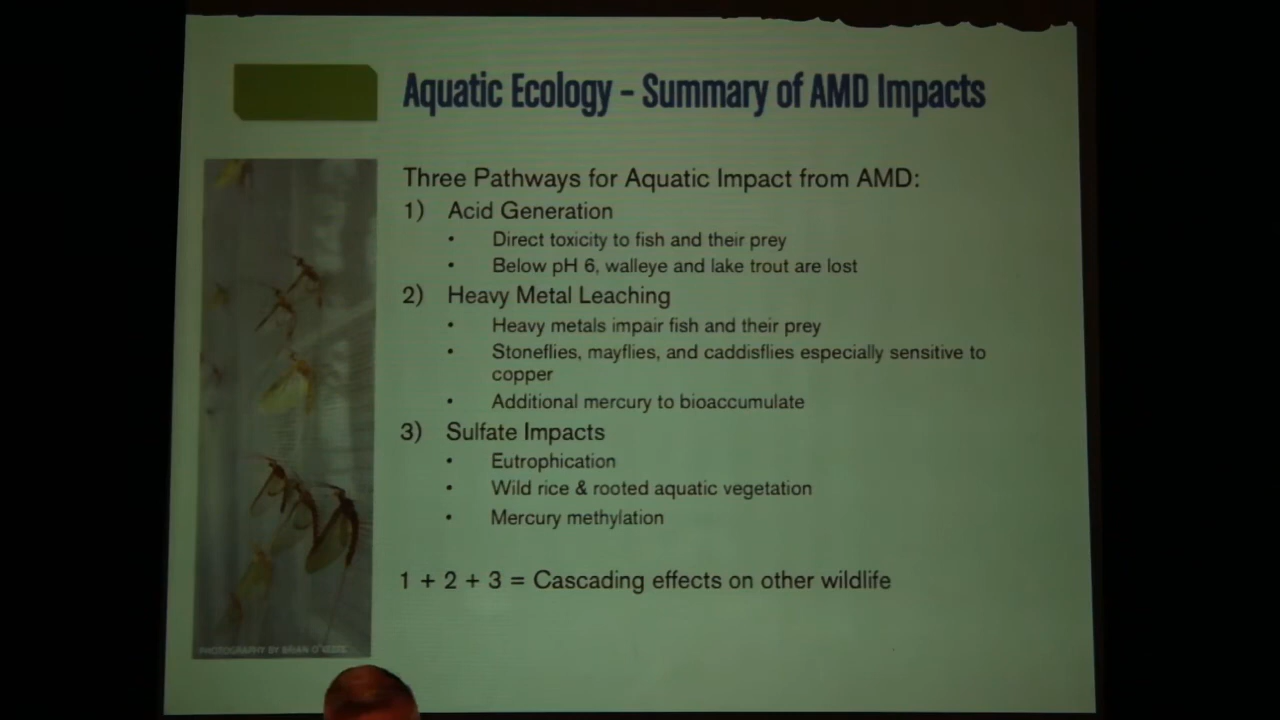 Aquatic Ecology - Summary of AMD Impacts
Three Pathways for Aquatic Impact from AMD:
1) Acid Generation
• Direct toxicity to fish and their prey
• Below pH 6, walleye and lake trout are lost
2) Heavy Metal Leaching
• Heavy metals impair fish and their prey
• Stoneflies, mayflies, and caddisflies especially sensitive to
copper
• Additional mercury to bioaccumulate
3) Sulfate Impacts
• Eutrophication
• Wild rice & rooted aquatic vegetation
• Mercury methylation
1 + 2 + 3 = Cascading effects on other wildlife
PHOTOGRAPHY BY BRIAN